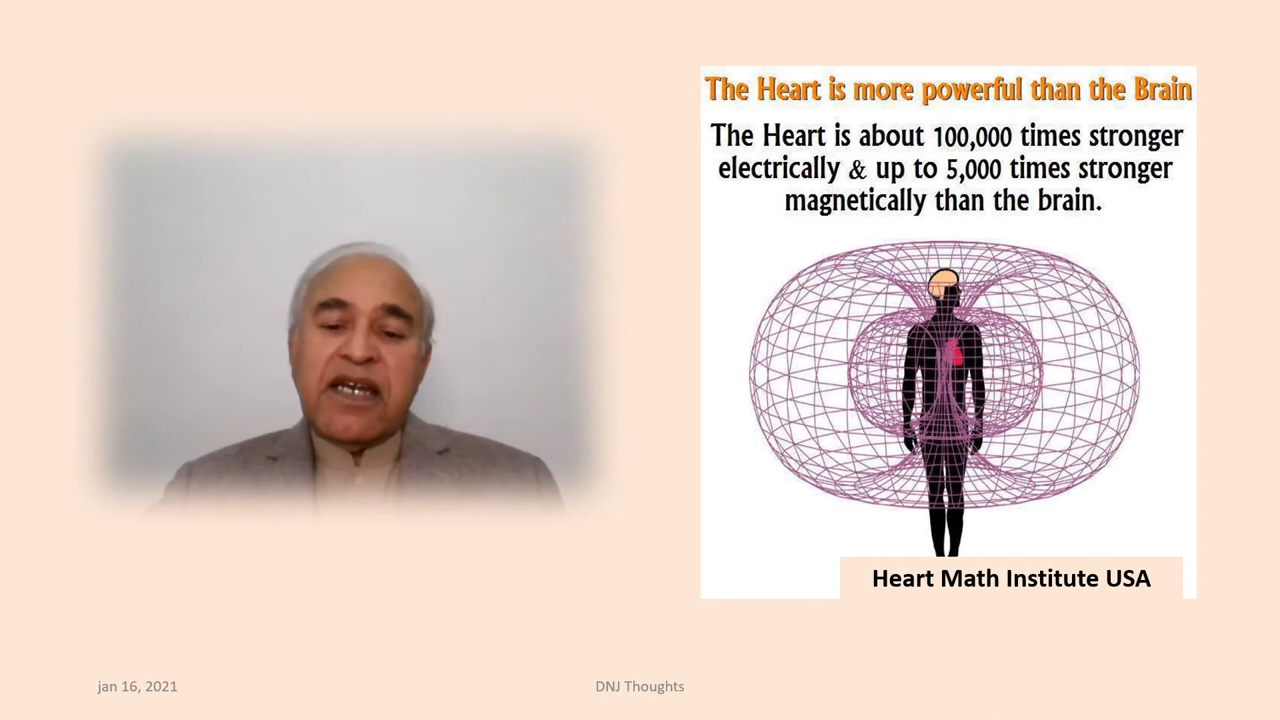 The Heart is more powerful than the Brain
The Heart is about 100,000 times stronger
electrically & up to 5,000 times stronger
magnetically than the brain.
Heart Math Institute USA
jan 16, 2021
DNJ Thoughts